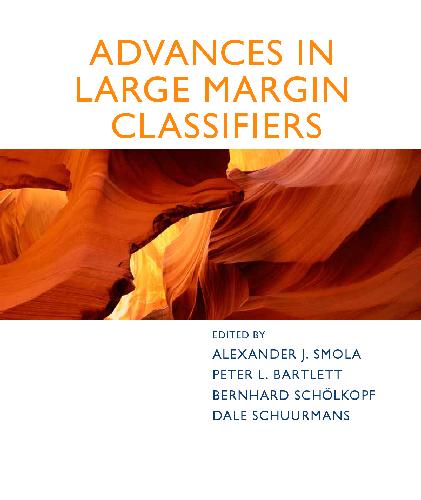 ADVANCES IN
LARGE MARGIN
CLASSIFIERS
EDITED BY
ALEXANDER J. SMOLA
PETER L. BARTLETT
BERNHARD SCHÖLKOPF
DALE SCHUURMANS